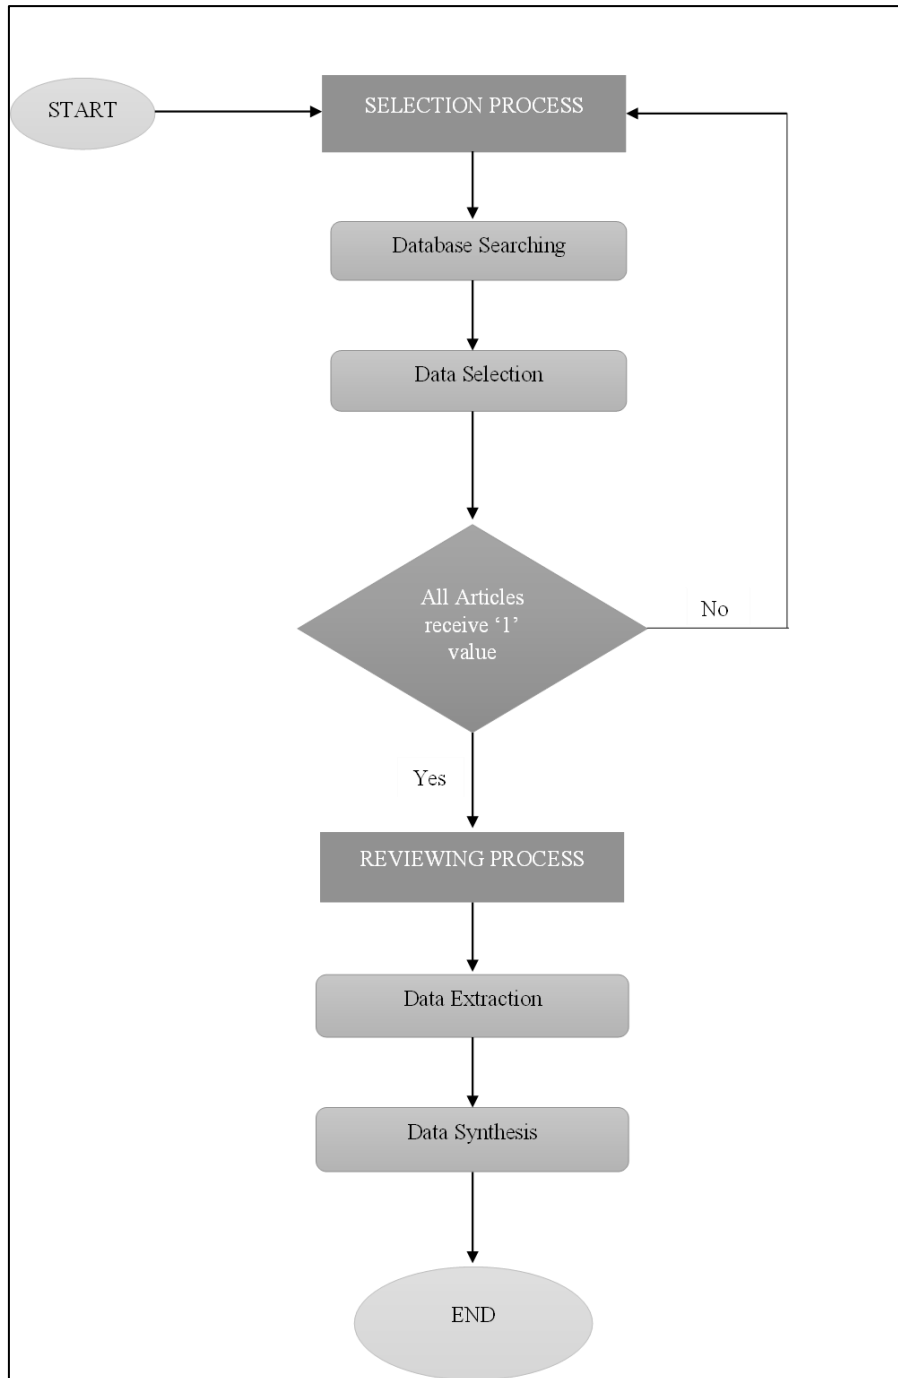 START
SELECTION PROCESS
Database Searching
Data Selection
All Articles
receive ‘1’
value
No
Yes
REVIEWING PROCESS
Data Extraction
Data Synthesis
END